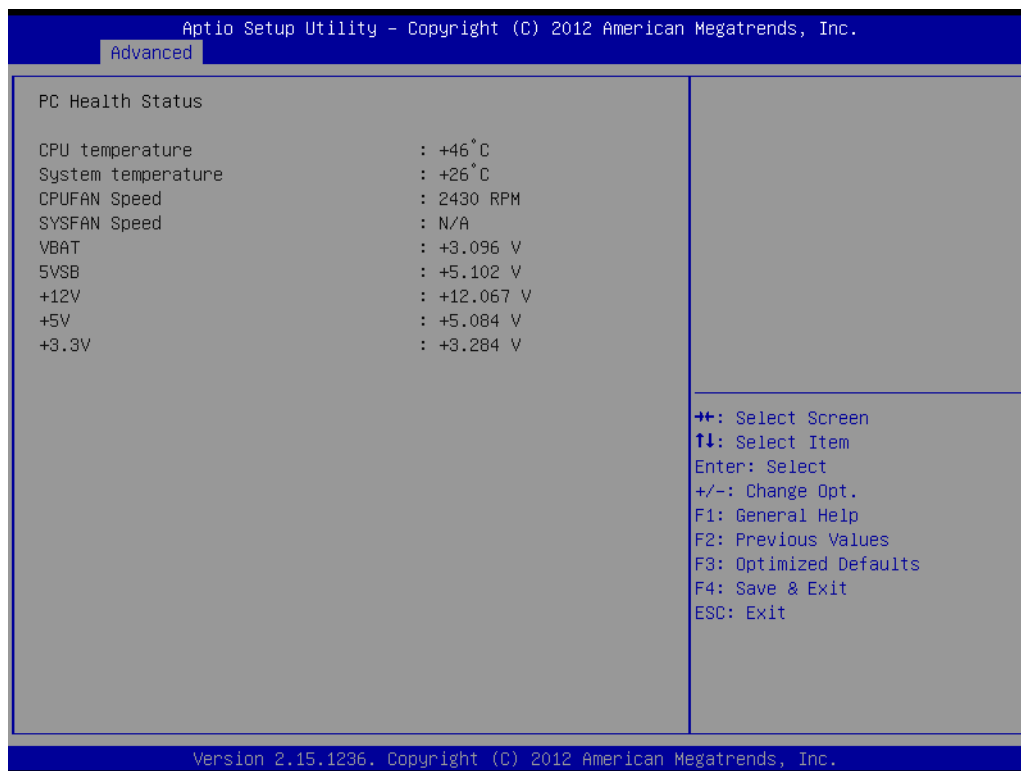 Aptio Setup Utility – Copyright (C) 2012 American Megatrends, Inc.
Advanced
PC Health Status
CPU temperature : +46°C
System temperature : +26°C
CPUFAN Speed : 2430 RPM
SYSFAN Speed : N/A
VBAT : +3.096 V
5VSB : +5.102 V
+12V : +12.067 V
+5V : +5.084 V
+3.3V : +3.284 V
→←: Select Screen
↑↓: Select Item
Enter: Select
+/-: Change Opt.
F1: General Help
F2: Previous Values
F3: Optimized Defaults
F4: Save & Exit
ESC: Exit
Version 2.15.1236. Copyright (C) 2012 American Megatrends, Inc.